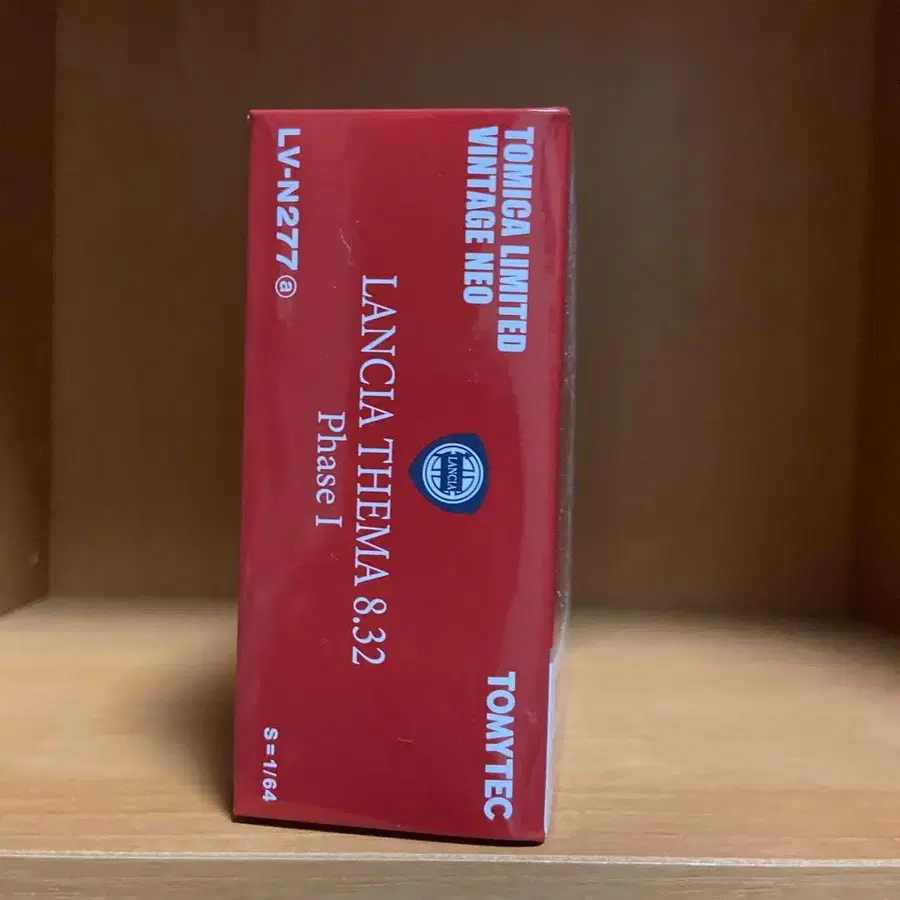 TOMICA LIMITED
VINTAGE NEO
TOMYTEC
LANCIA
LANCIA THEMA 8.32
Phase I
LV-N277ⓐ
S=1/64